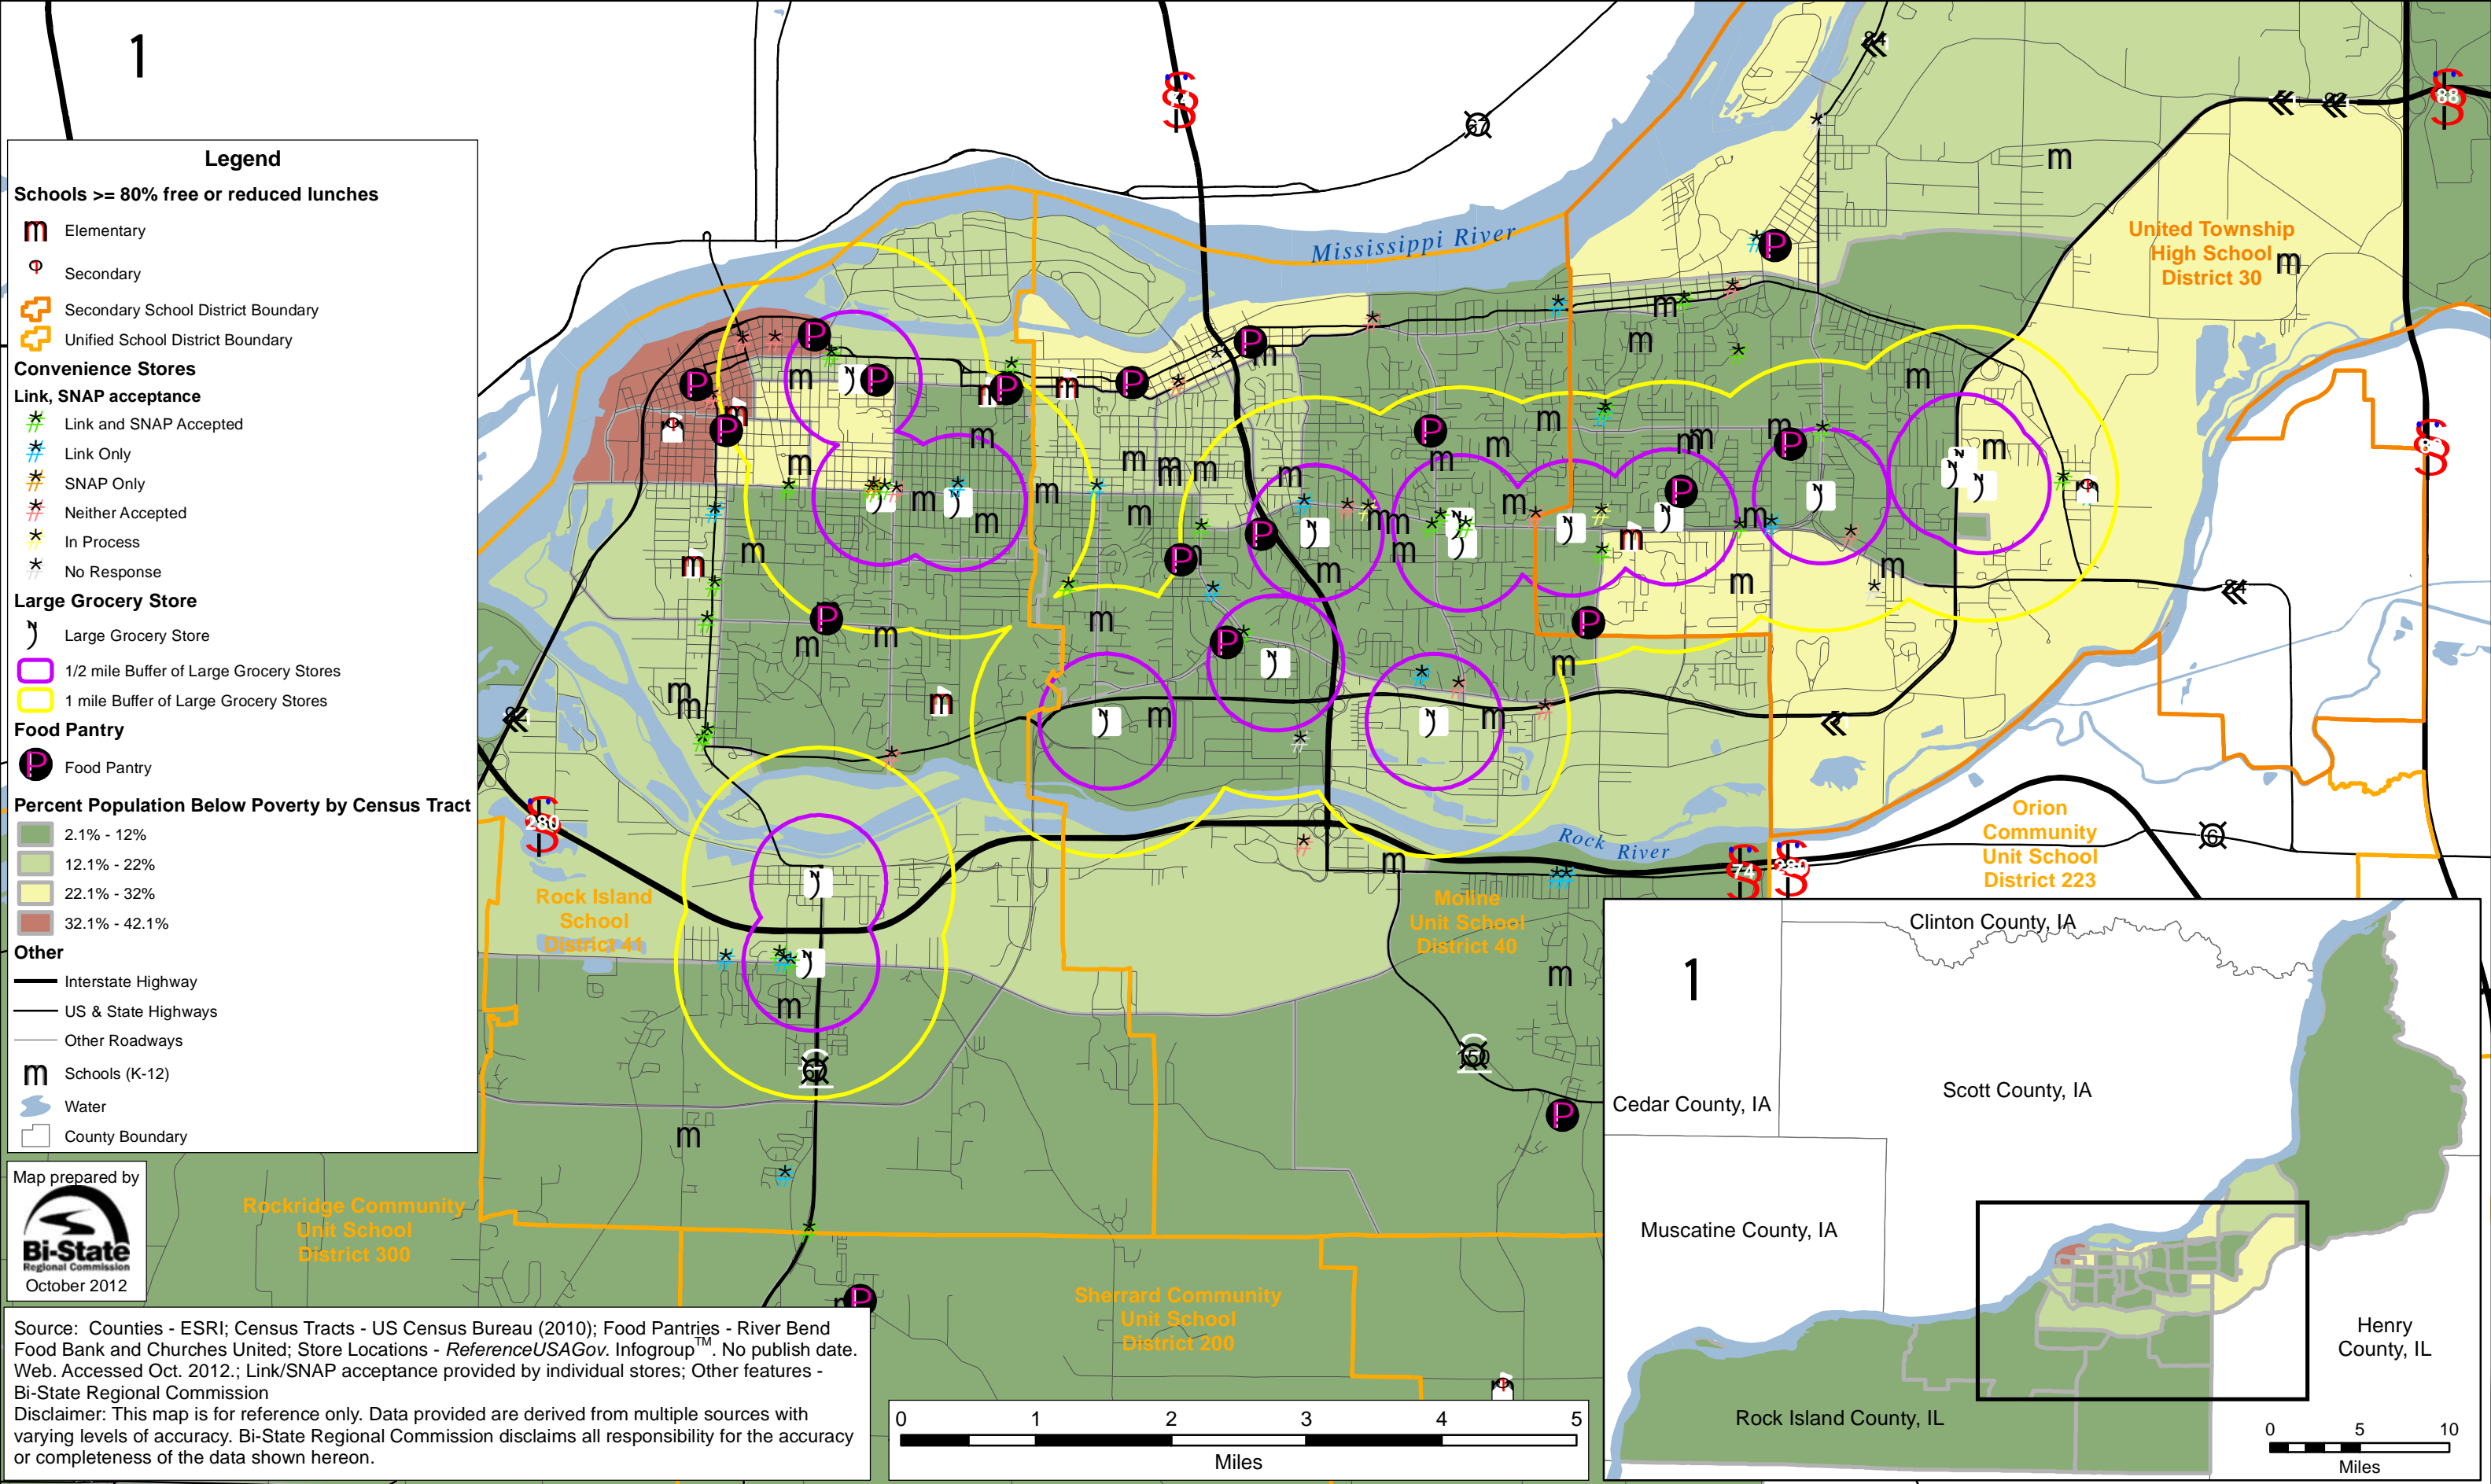 1
Legend
Schools >= 80% free or reduced lunches
Elementary
Secondary
Secondary School District Boundary
Unified School District Boundary
Convenience Stores
Link, SNAP acceptance
Link and SNAP Accepted
Link Only
SNAP Only
Neither Accepted
In Process
No Response
Large Grocery Store
Large Grocery Store
1/2 mile Buffer of Large Grocery Stores
1 mile Buffer of Large Grocery Stores
Food Pantry
Food Pantry
Percent Population Below Poverty by Census Tract
2.1% - 12%
12.1% - 22%
22.1% - 32%
32.1% - 42.1%
Other
Interstate Highway
US & State Highways
Other Roadways
Schools (K-12)
Water
County Boundary
Map prepared by
Bi-State
Regional Commission
October 2012
Source: Counties - ESRI; Census Tracts - US Census Bureau (2010); Food Pantries - River Bend
Food Bank and Churches United; Store Locations - ReferenceUSAGov. Infogroup™. No publish date.
Web. Accessed Oct. 2012.; Link/SNAP acceptance provided by individual stores; Other features -
Bi-State Regional Commission
Disclaimer: This map is for reference only. Data provided are derived from multiple sources with
varying levels of accuracy. Bi-State Regional Commission disclaims all responsibility for the accuracy
or completeness of the data shown hereon.
Mississippi River
67
88
United Township
High School
District 30
280
Rock Island
School
District 41
Moline
Unit School
District 40
Rock River
74
280
Orion
Community
Unit School
District 223
6
67
150
Rockridge Community
Unit School
District 300
Sherrard Community
Unit School
District 200
0 1 2 3 4 5
Miles
1
Clinton County, IA
Scott County, IA
Cedar County, IA
Muscatine County, IA
Henry
County, IL
Rock Island County, IL
0 5 10
Miles